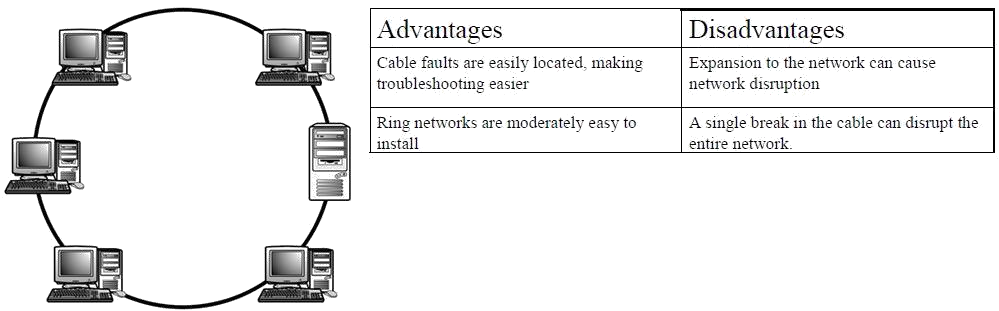 Advantages
Disadvantages
Cable faults are easily located, making
troubleshooting easier
Expansion to the network can cause
network disruption
Ring networks are moderately easy to
install
A single break in the cable can disrupt the
entire network.